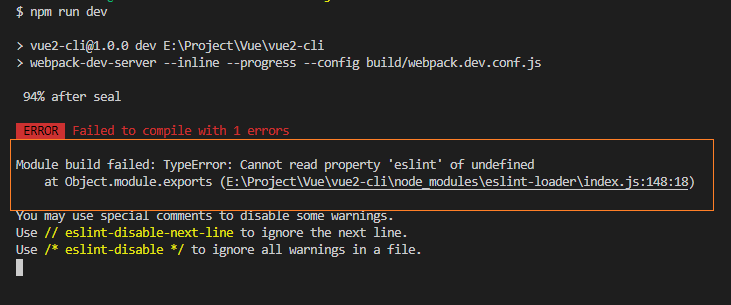 $ npm run dev
> vue2-cli@1.0.0 dev E:\Project\Vue\vue2-cli
> webpack-dev-server --inline --progress --config build/webpack.dev.conf.js
94% after seal
ERROR Failed to compile with 1 errors
Module build failed: TypeError: Cannot read property 'eslint' of undefined
at Object.module.exports (E:\Project\Vue\vue2-cli\node_modules\eslint-loader\index.js:148:18)
You may use special comments to disable some warnings.
Use // eslint-disable-next-line to ignore the next line.
Use /* eslint-disable */ to ignore all warnings in a file.